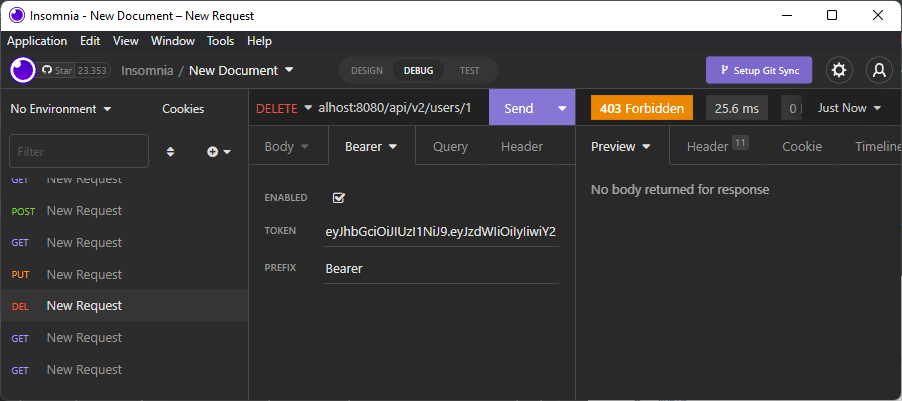 Insomnia - New Document – New Request
Application Edit View Window Tools Help
Star 23.353 Insomnia / New Document DESIGN DEBUG TEST Setup Git Sync
No Environment Cookies DELETE alhost:8080/api/v2/users/1 Send 403 Forbidden 25.6 ms 0 Just Now
Filter Body Bearer Query Header Preview Header 11 Cookie Timeline
GET New Request
POST New Request
GET New Request
PUT New Request
DEL New Request
GET New Request
GET New Request
ENABLED
TOKEN eyJhbGciOiJIUzI1NiJ9.eyJzdWIiOiIyIiwiY2
PREFIX Bearer
No body returned for response